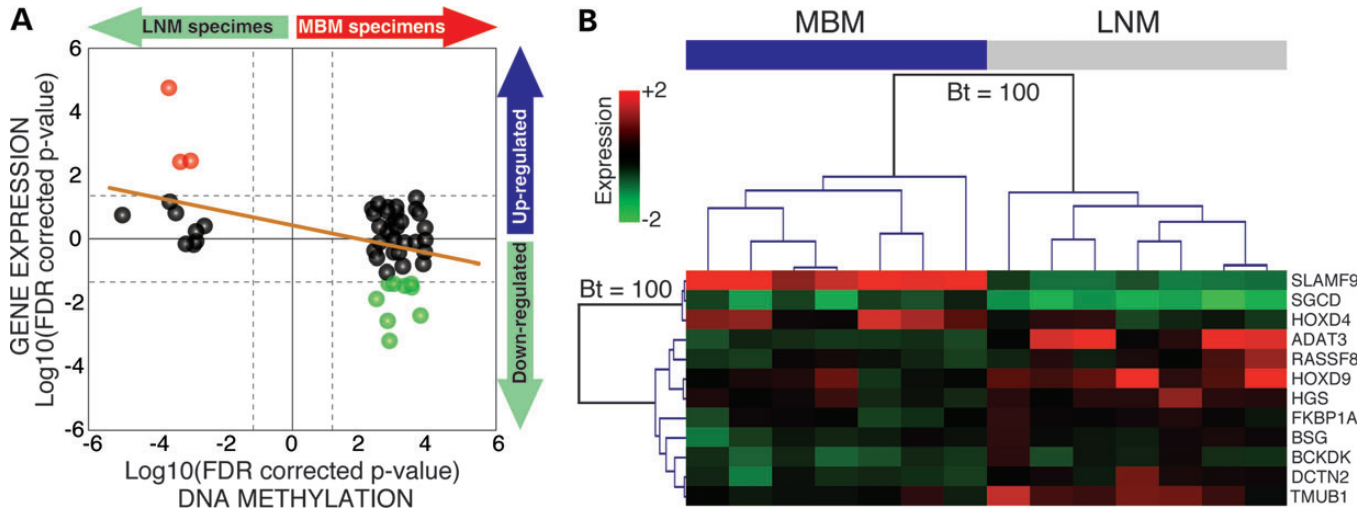 A
LNM specimes
MBM specimens
GENE EXPRESSION
Log10(FDR corrected p-value)
6
4
2
0
-2
-4
-6
-6
-4
-2
0
2
4
6
Log10(FDR corrected p-value)
DNA METHYLATION
Up-regulated
Down-regulated
B
MBM
LNM
Expression
+2
-2
Bt = 100
Bt = 100
SLAMF9
SGCD
HOXD4
ADAT3
RASSF8
HOXD9
HGS
FKBP1A
BSG
BCKDK
DCTN2
TMUB1